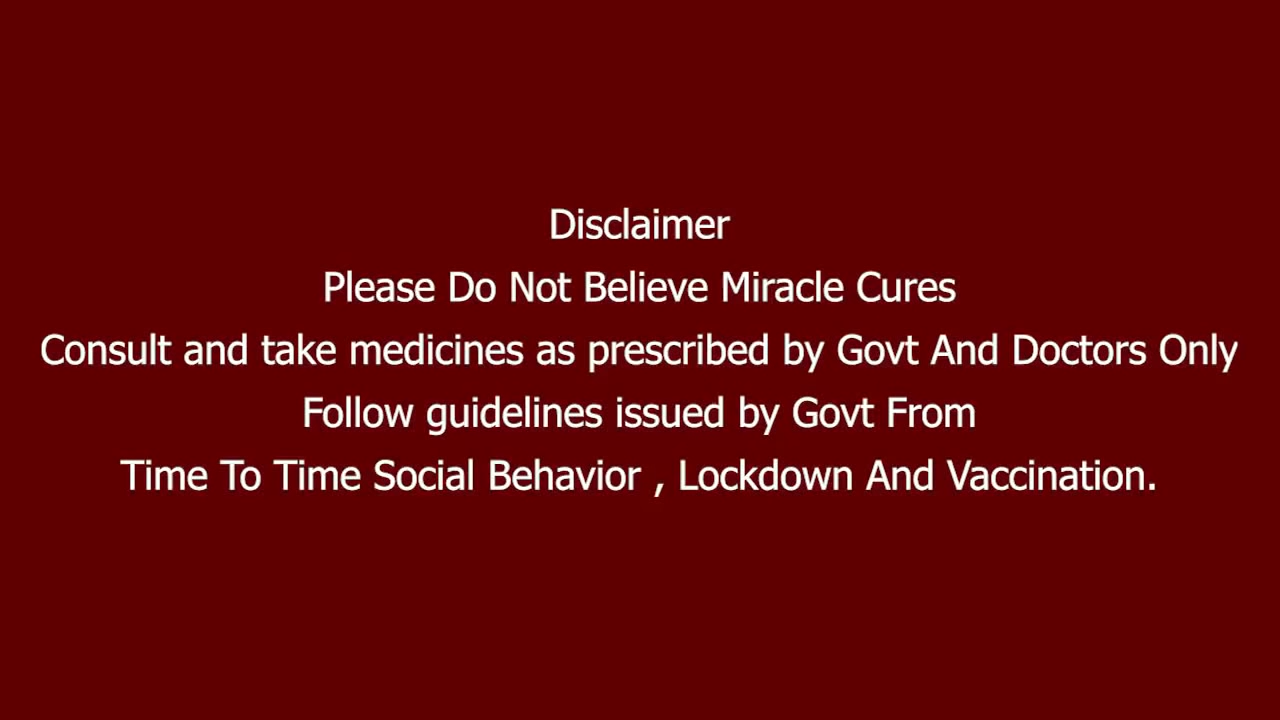 Disclaimer
Please Do Not Believe Miracle Cures
Consult and take medicines as prescribed by Govt And Doctors Only
Follow guidelines issued by Govt From
Time To Time Social Behavior , Lockdown And Vaccination.